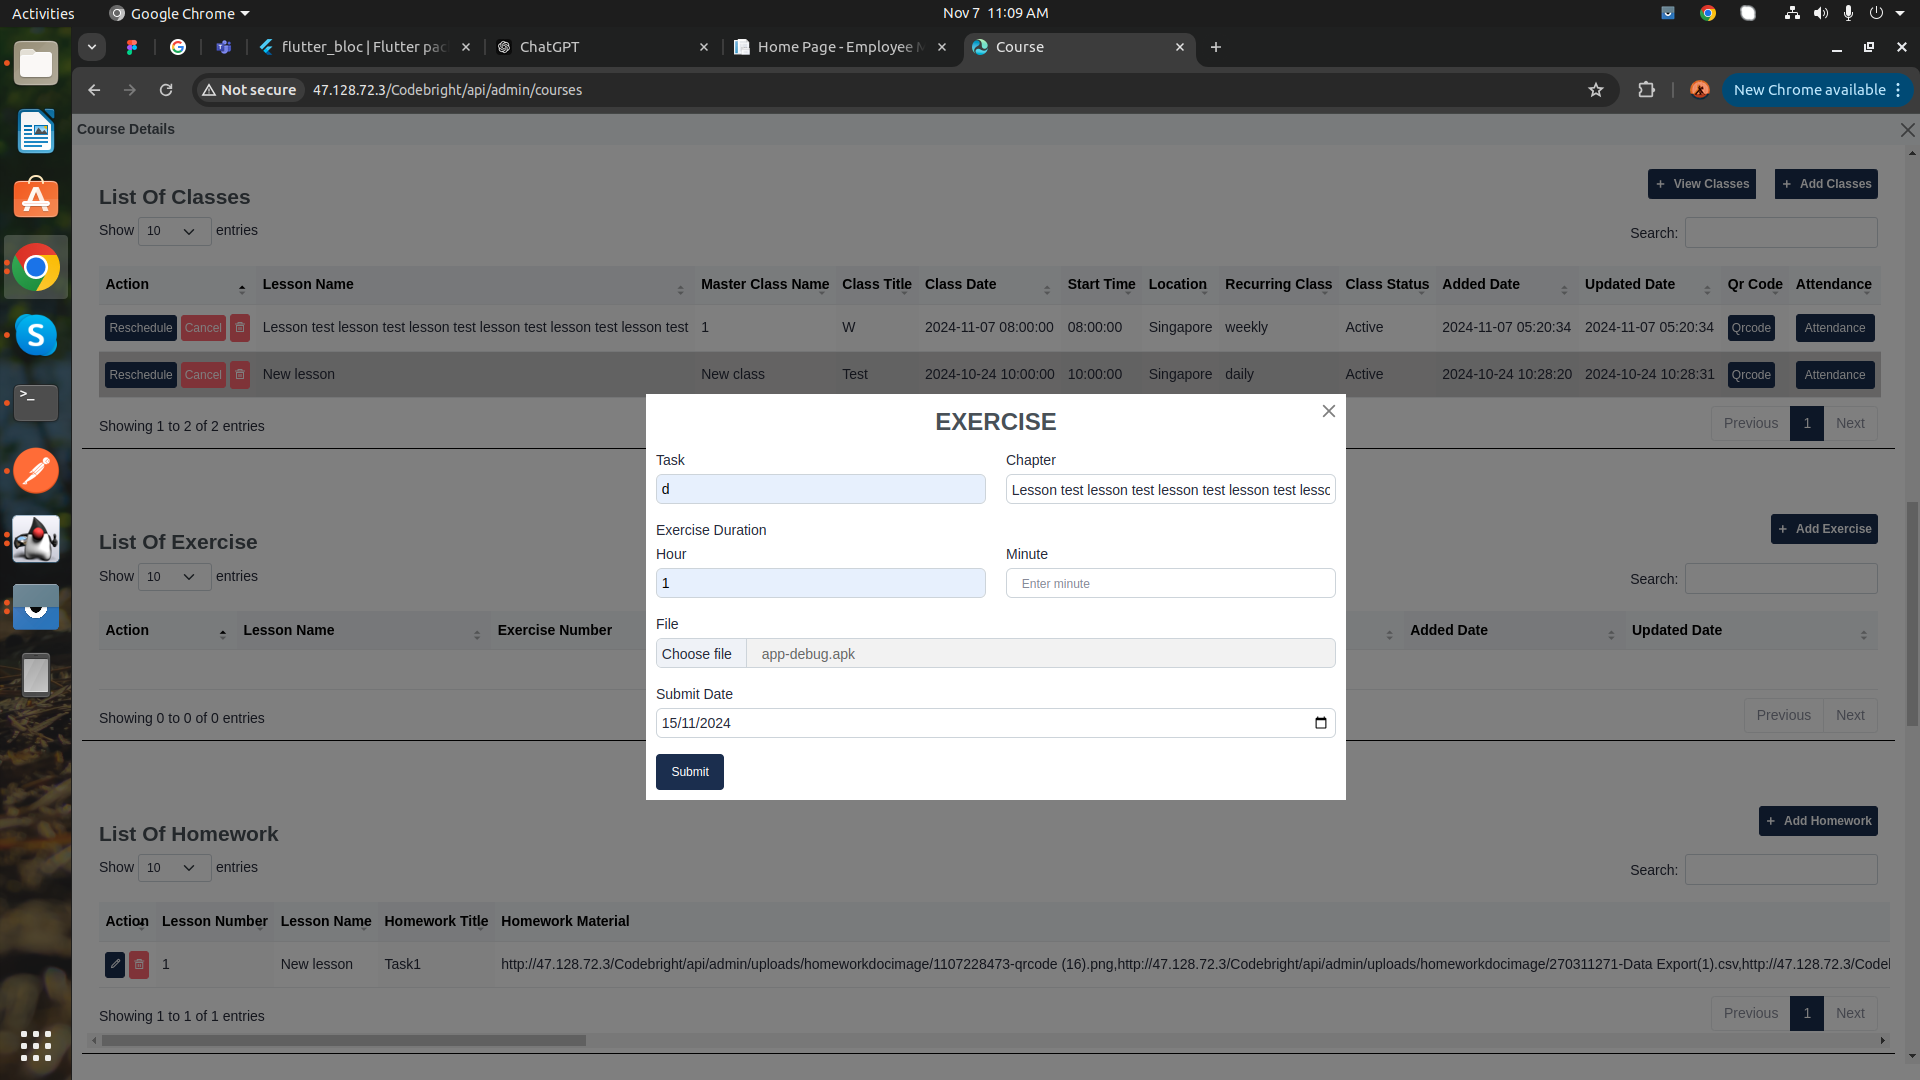 Activities
Google Chrome
Nov 7 11:09 AM
flutter_bloc | Flutter pac
ChatGPT
Home Page - Employee M
Course
Not secure
47.128.72.3/Codebright/api/admin/courses
New Chrome available
Course Details
List Of Classes
+ View Classes
+ Add Classes
Show 10 entries
Search:
Action Lesson Name Master Class Name Class Title Class Date Start Time Location Recurring Class Class Status Added Date Updated Date Qr Code Attendance
Reschedule Cancel Lesson test lesson test lesson test lesson test lesson test lesson test 1 W 2024-11-07 08:00:00 08:00:00 Singapore weekly Active 2024-11-07 05:20:34 2024-11-07 05:20:34 Qrcode Attendance
Reschedule Cancel New lesson New class Test 2024-10-24 10:00:00 10:00:00 Singapore daily Active 2024-10-24 10:28:20 2024-10-24 10:28:31 Qrcode Attendance
Showing 1 to 2 of 2 entries
Previous 1 Next
EXERCISE
Task
Chapter
d
Lesson test lesson test lesson test lesson test lesso
Exercise Duration
Hour
Minute
1
Enter minute
File
Choose file app-debug.apk
Submit Date
15/11/2024
Submit
List Of Exercise
+ Add Exercise
Show 10 entries
Search:
Action Lesson Name Exercise Number Added Date Updated Date
Showing 0 to 0 of 0 entries
Previous Next
List Of Homework
+ Add Homework
Show 10 entries
Search:
Action Lesson Number Lesson Name Homework Title Homework Material
1 New lesson Task1 http://47.128.72.3/Codebright/api/admin/uploads/homeworkdocimage/1107228473-qrcode (16).png,http://47.128.72.3/Codebright/api/admin/uploads/homeworkdocimage/270311271-Data Export(1).csv,http://47.128.72.3/Codel
Showing 1 to 1 of 1 entries
Previous 1 Next